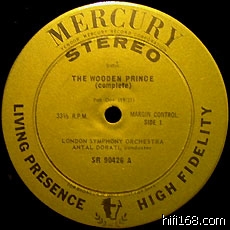 MERCURY
STEREO
THE WOODEN PRINCE
(complete)
33⅓ R.P.M.
MARGIN CONTROL
SIDE 1
LONDON SYMPHONY ORCHESTRA
ANTAL DORATI, conductor
SR 90426 A
LIVING PRESENCE
HIGH FIDELITY
hifi168.com